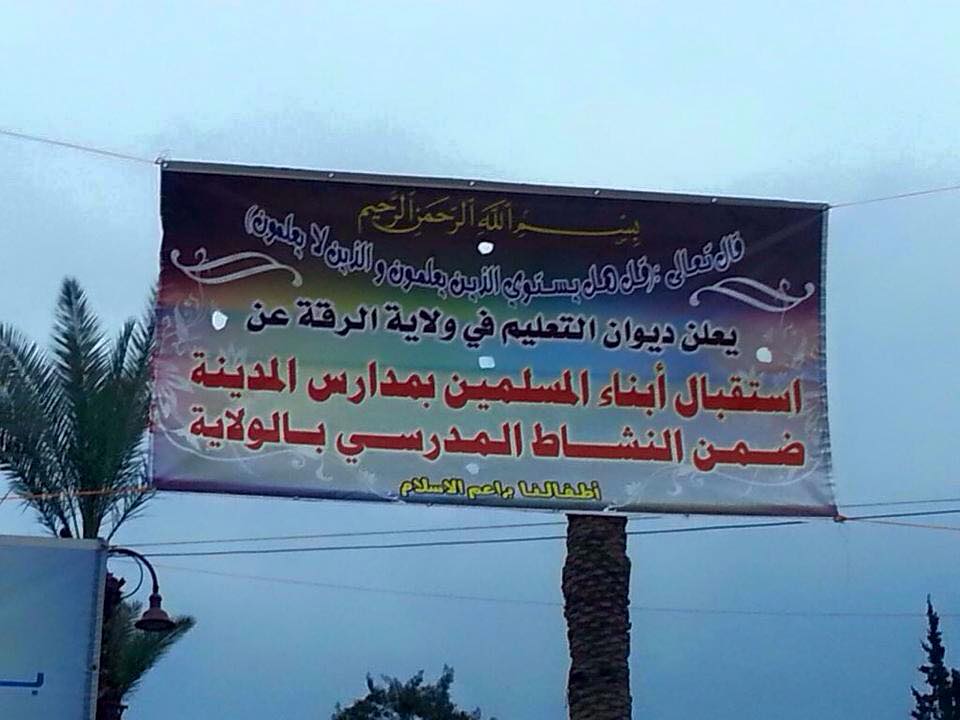 بسم الله الرحمن الرحيم
قال تعالى : (قل هل يستوي الذين يعلمون و الذين لا يعلمون)
يعلن ديوان التعليم في ولاية الرقة عن
استقبال أبناء المسلمين بمدارس المدينة
ضمن النشاط المدرسي بالولاية
أطفالنا براعم الاسلام